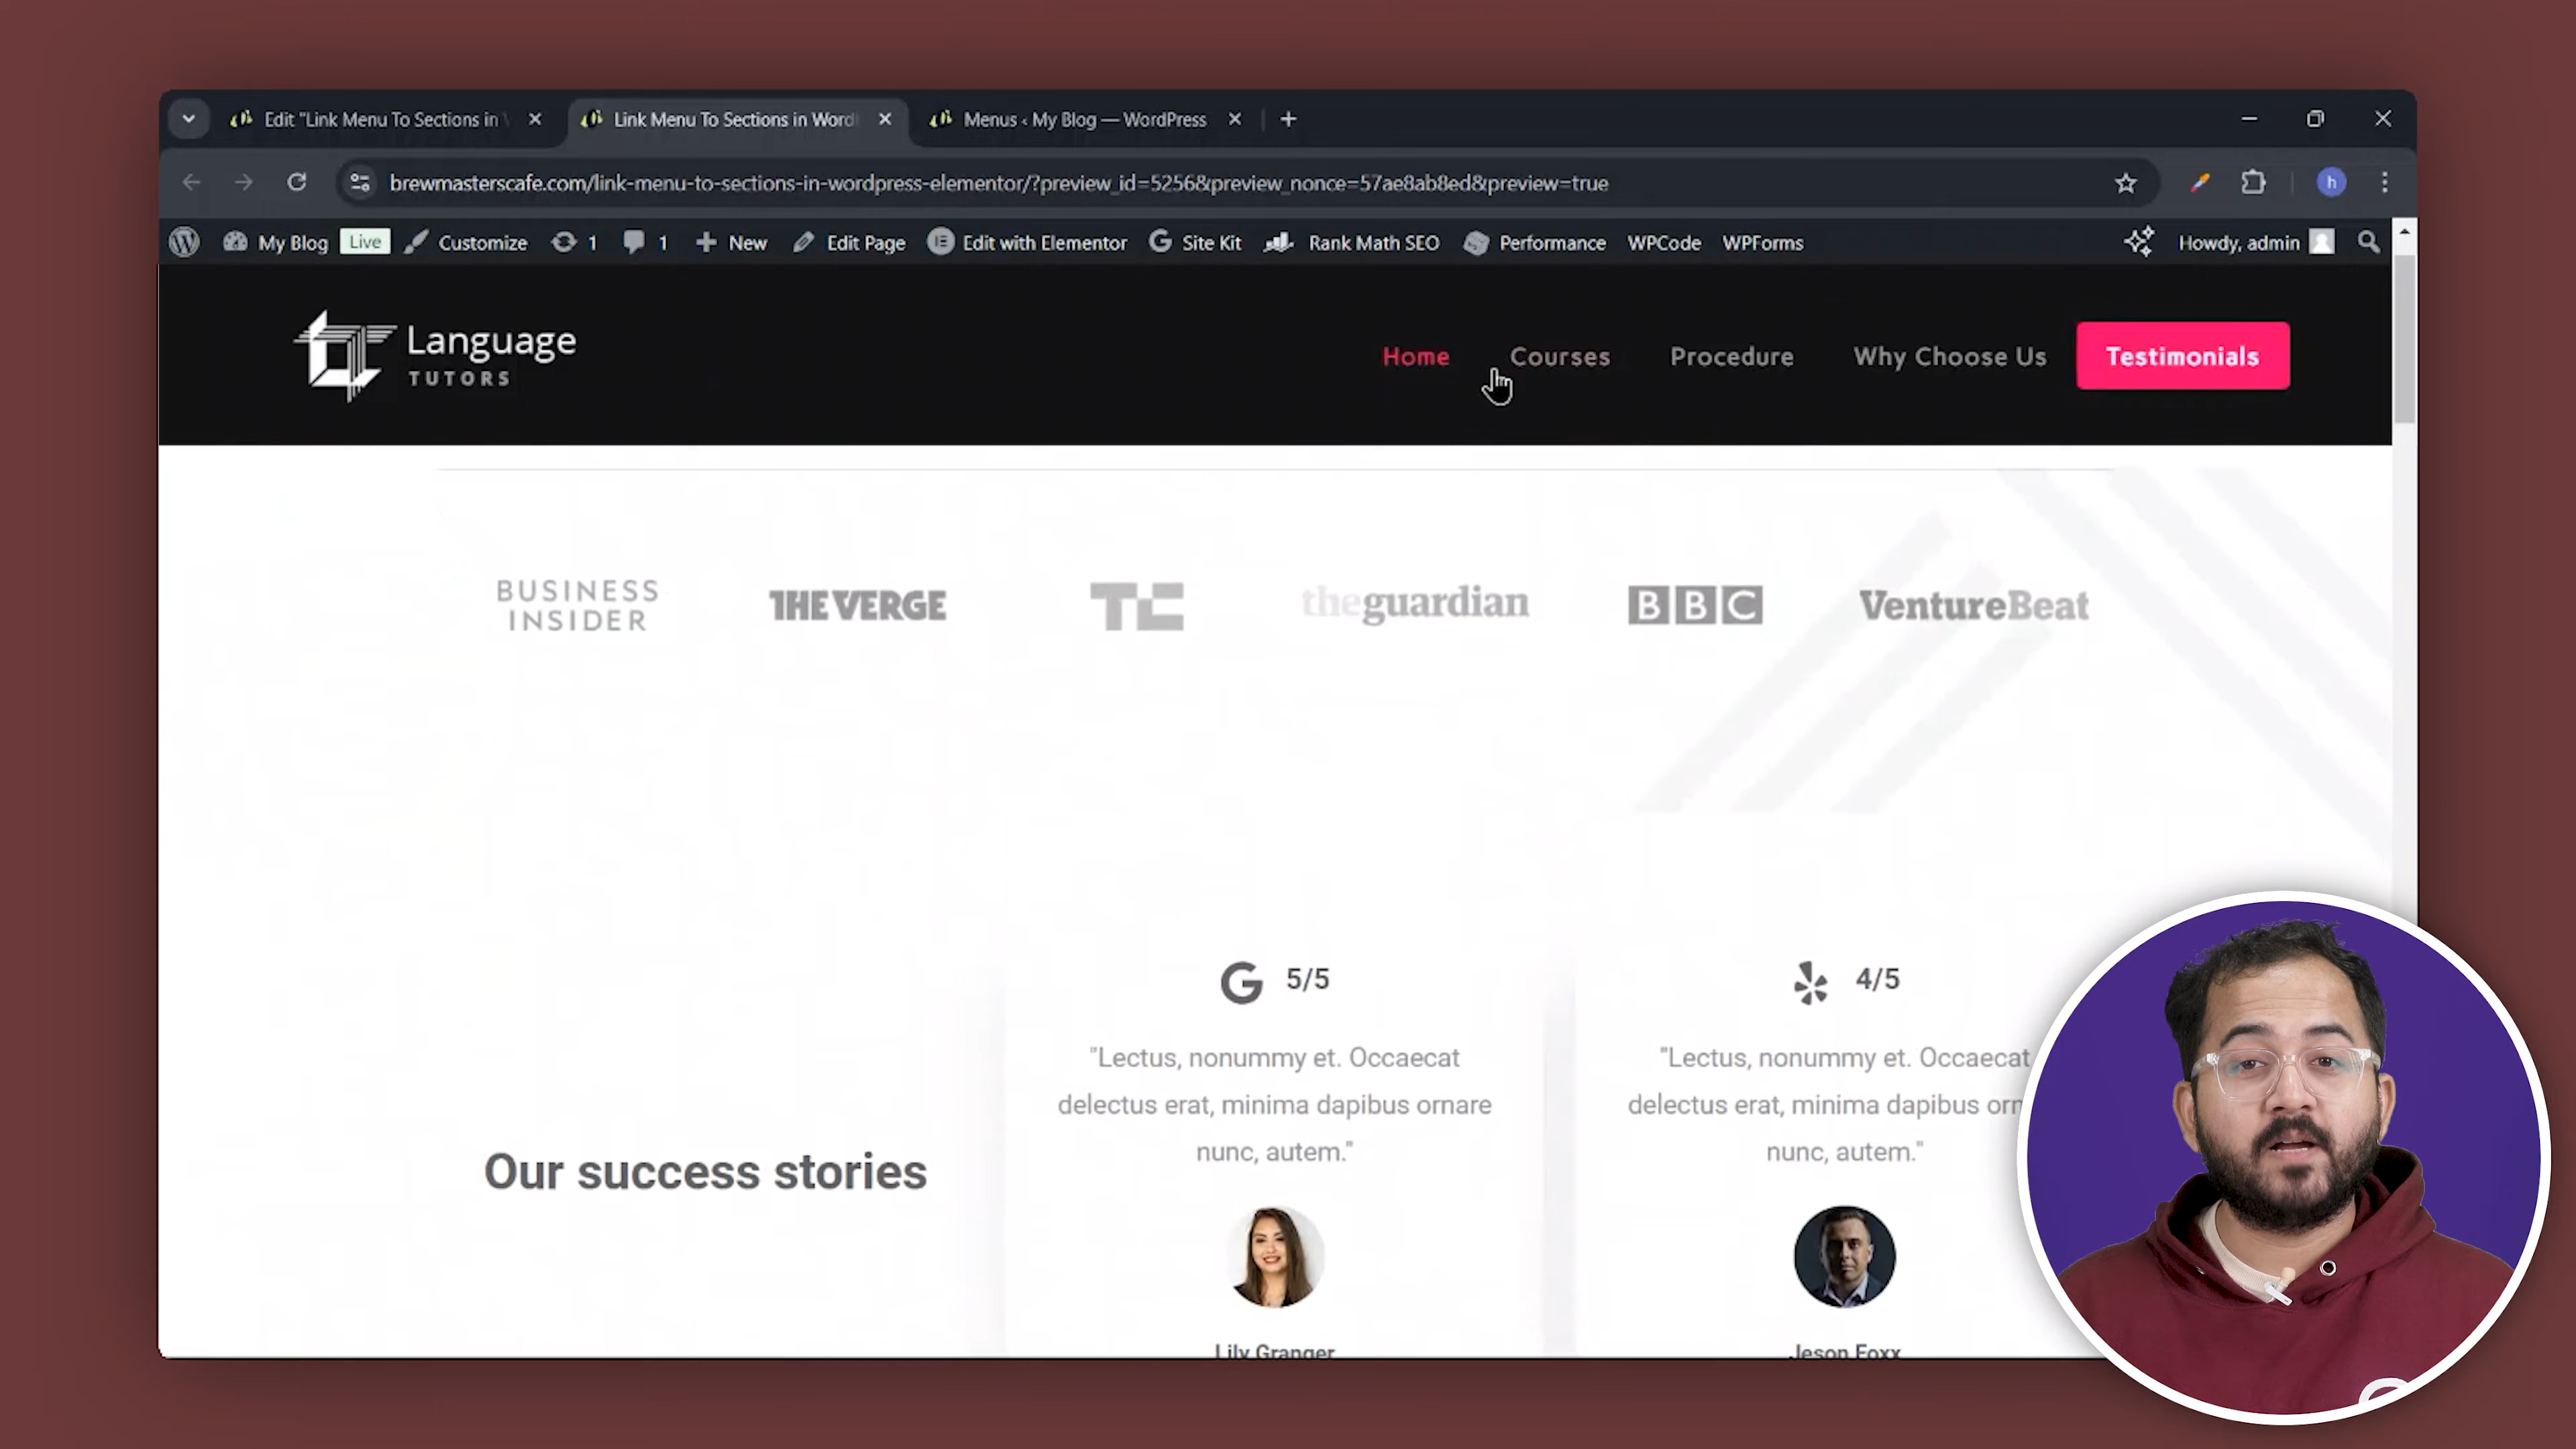 Edit "Link Menu To Sections in
Link Menu To Sections in Word
Menus ‹ My Blog — WordPress
brewmasterscafe.com/link-menu-to-sections-in-wordpress-elementor/?preview_id=5256&preview_nonce=57ae8ab8ed&preview=true
h
My Blog Live Customize 1 1 New Edit Page Edit with Elementor Site Kit Rank Math SEO Performance WPCode WPForms Howdy, admin
Language
TUTORS
Home Courses Procedure Why Choose Us Testimonials
BUSINESS
INSIDER
THE VERGE
TC
theguardian
BBC
VentureBeat
G 5/5
"Lectus, nonummy et. Occaecat
delectus erat, minima dapibus ornare
nunc, autem."
Lily Granger
4/5
"Lectus, nonummy et. Occaecat
delectus erat, minima dapibus orn
nunc, autem."
Jeson Foxx
Our success stories